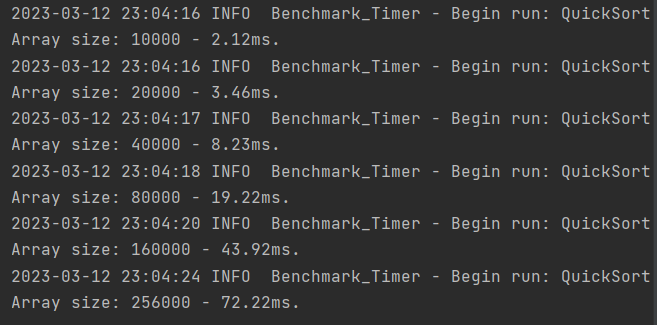 2023-03-12 23:04:16 INFO  Benchmark_Timer - Begin run: QuickSort
Array size: 10000 - 2.12ms.
2023-03-12 23:04:16 INFO  Benchmark_Timer - Begin run: QuickSort
Array size: 20000 - 3.46ms.
2023-03-12 23:04:17 INFO  Benchmark_Timer - Begin run: QuickSort
Array size: 40000 - 8.23ms.
2023-03-12 23:04:18 INFO  Benchmark_Timer - Begin run: QuickSort
Array size: 80000 - 19.22ms.
2023-03-12 23:04:20 INFO  Benchmark_Timer - Begin run: QuickSort
Array size: 160000 - 43.92ms.
2023-03-12 23:04:24 INFO  Benchmark_Timer - Begin run: QuickSort
Array size: 256000 - 72.22ms.